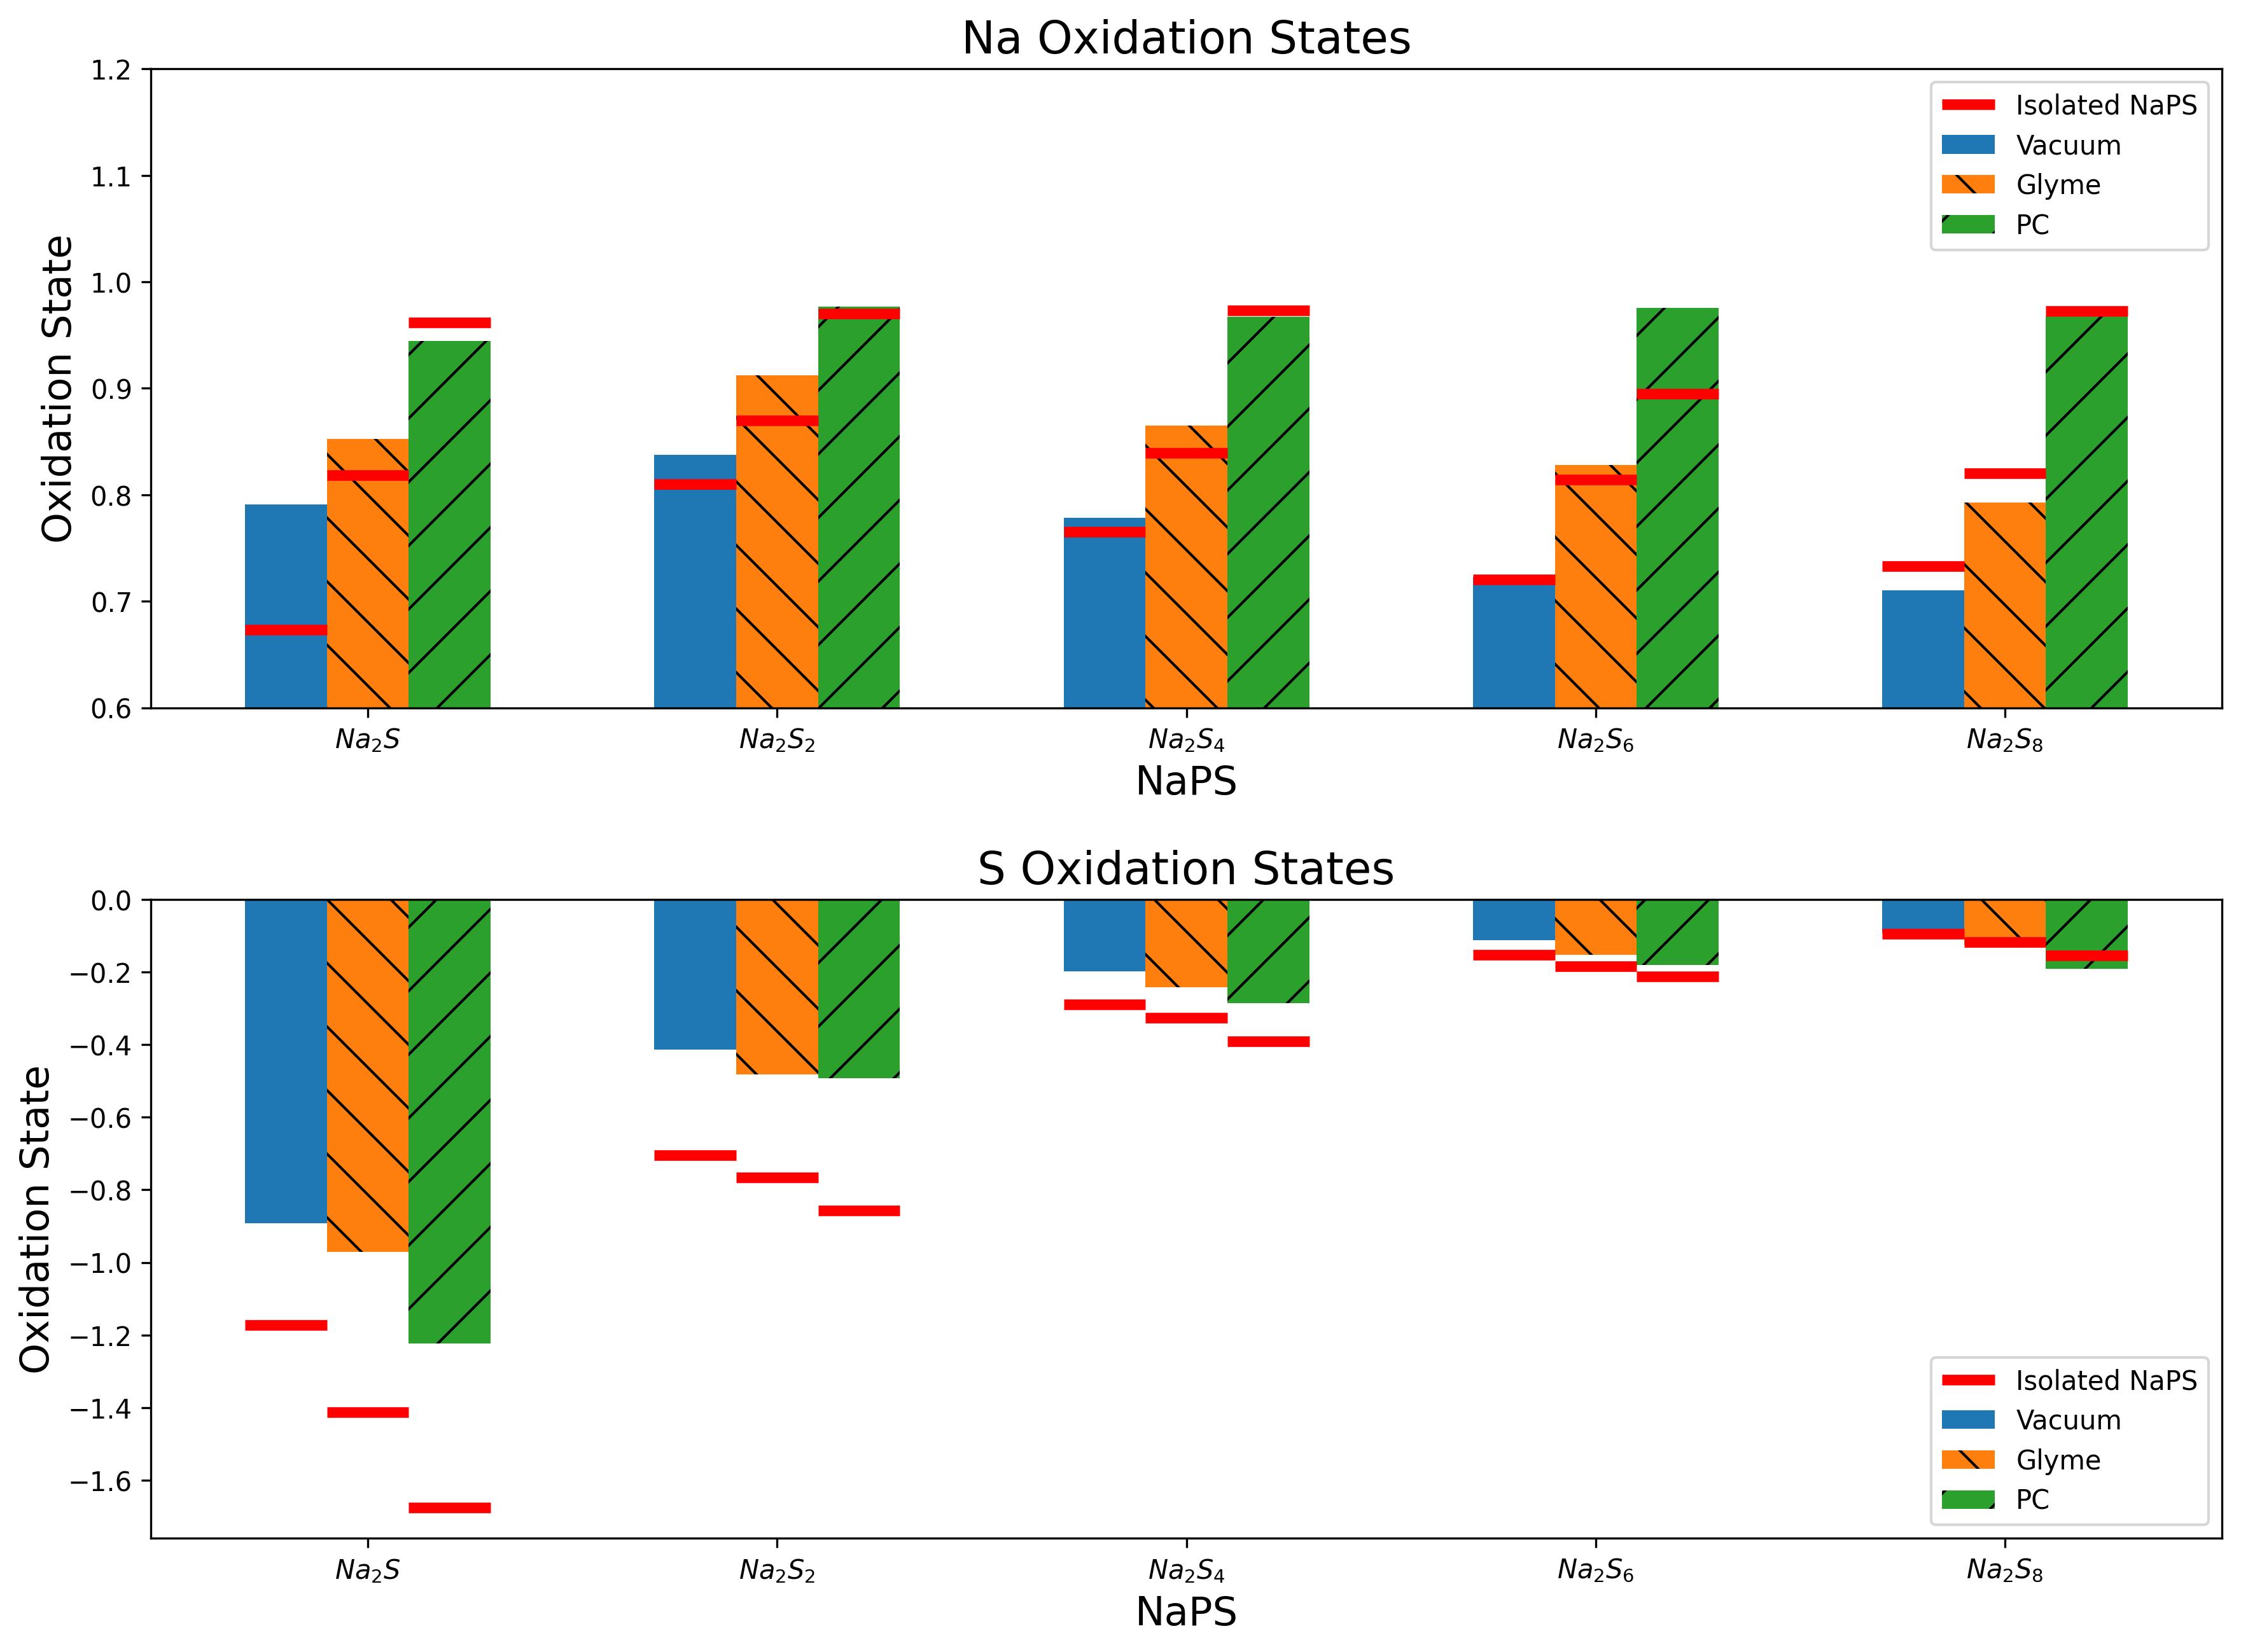 Na Oxidation States
1.2
1.1
1.0
0.9
0.8
0.7
0.6
Oxidation State
Isolated NaPS
Vacuum
Glyme
PC
Na₂S Na₂S₂ Na₂S₄ Na₂S₆ Na₂S₈
NaPS
S Oxidation States
0.0
−0.2
−0.4
−0.6
−0.8
−1.0
−1.2
−1.4
−1.6
Oxidation State
Isolated NaPS
Vacuum
Glyme
PC
Na₂S Na₂S₂ Na₂S₄ Na₂S₆ Na₂S₈
NaPS